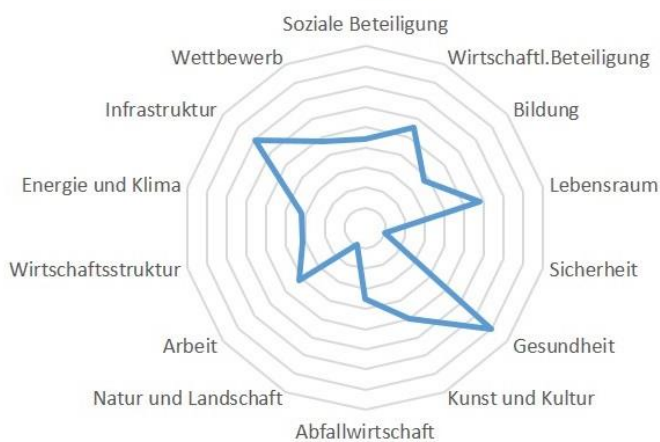 Soziale Beteiligung
Wettbewerb
Wirtschaftl.Beteiligung
Infrastruktur
Bildung
Energie und Klima
Lebensraum
Wirtschaftsstruktur
Sicherheit
Arbeit
Gesundheit
Natur und Landschaft
Kunst und Kultur
Abfallwirtschaft